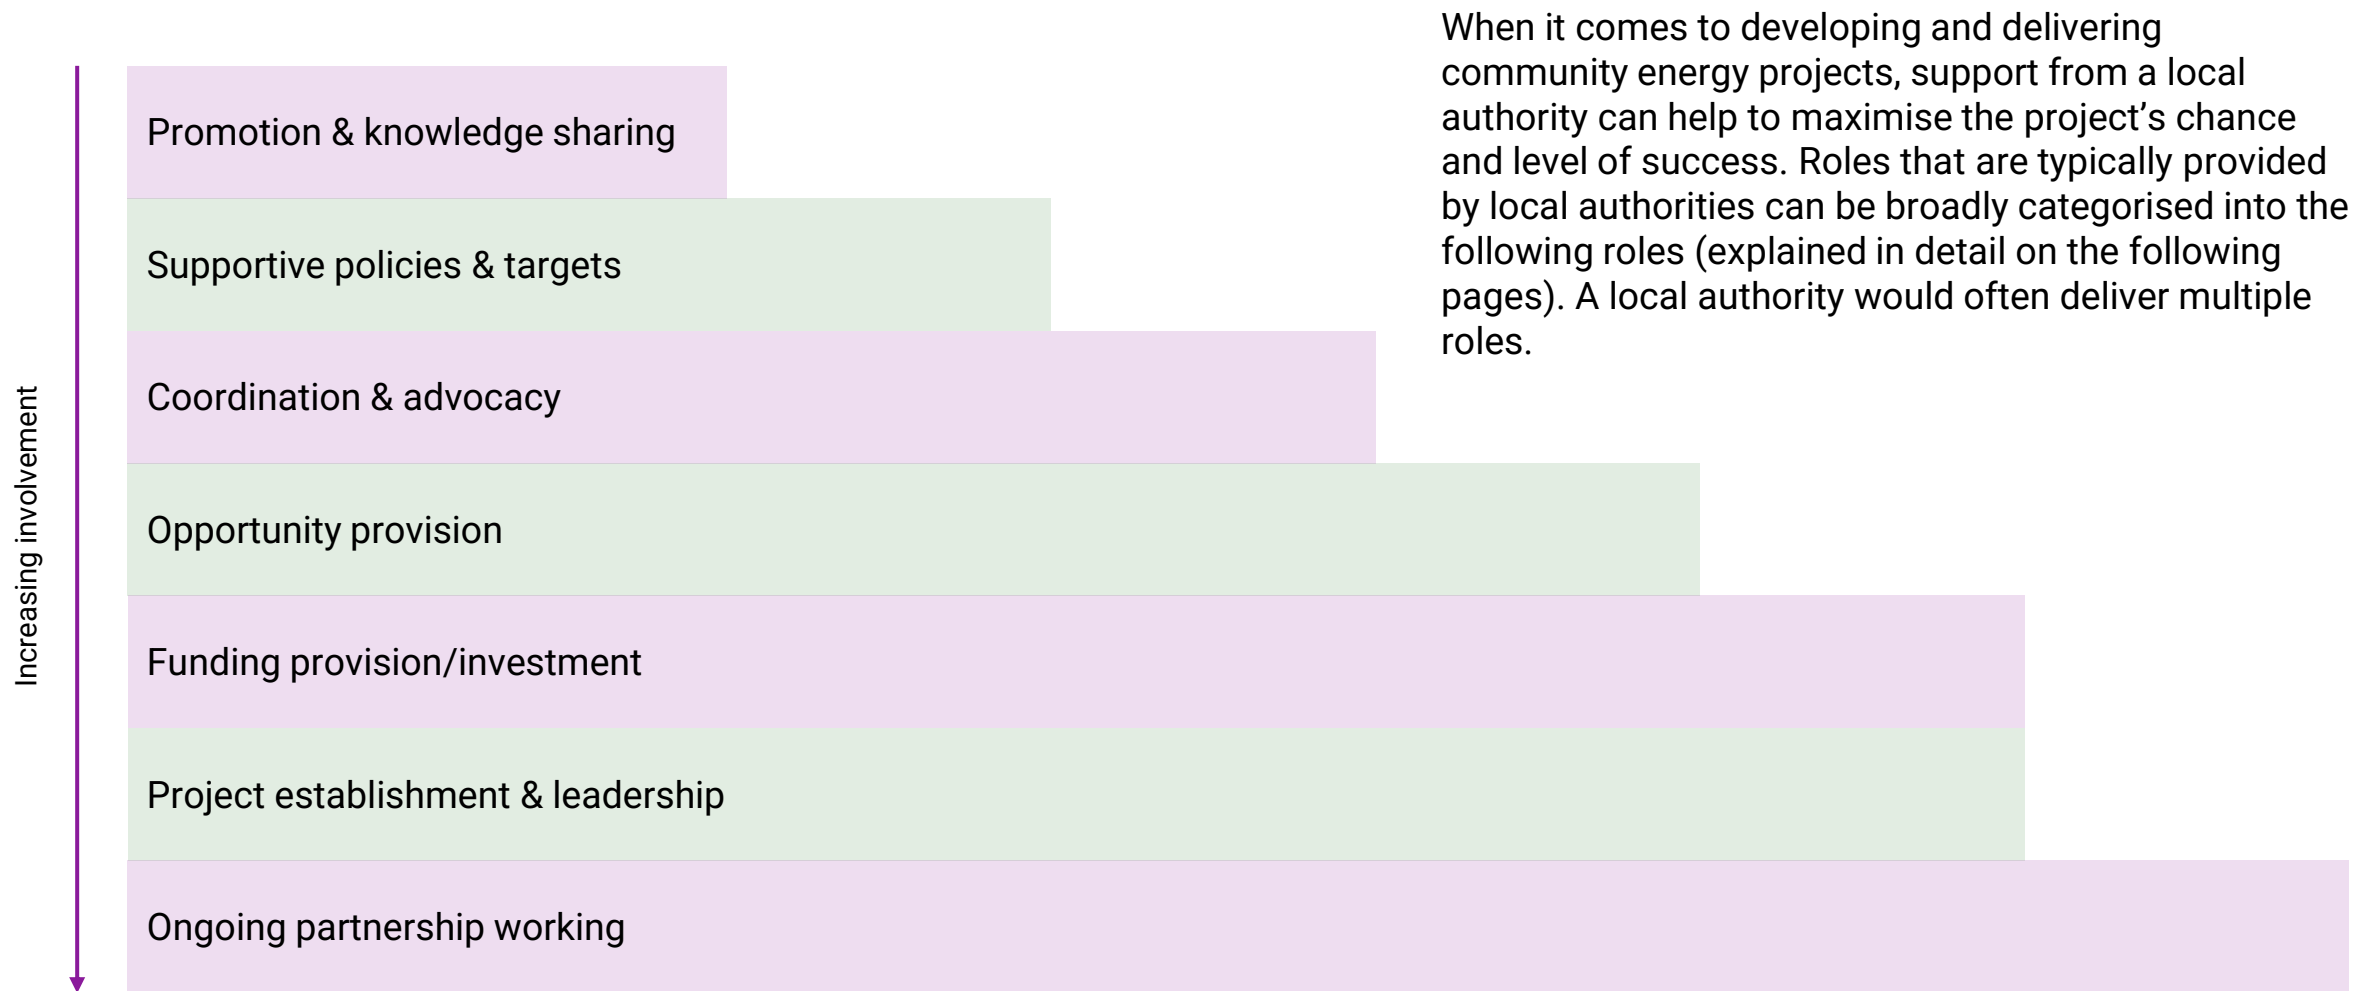 When it comes to developing and delivering
community energy projects, support from a local
authority can help to maximise the project’s chance
and level of success. Roles that are typically provided
by local authorities can be broadly categorised into the
following roles (explained in detail on the following
pages). A local authority would often deliver multiple
roles.
Increasing involvement
Promotion & knowledge sharing
Supportive policies & targets
Coordination & advocacy
Opportunity provision
Funding provision/investment
Project establishment & leadership
Ongoing partnership working